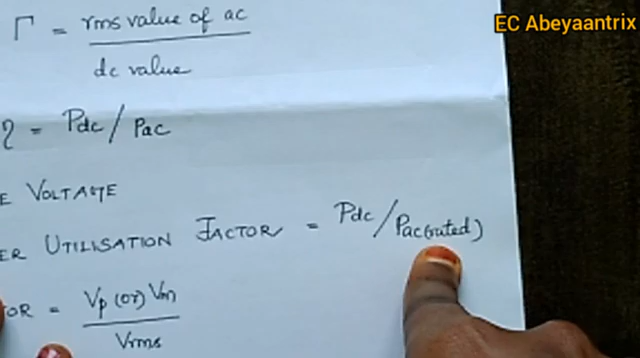 EC Abeyaantrix
Γ = rms value of ac
dc value
η = Pdc / Pac
E VOLTAGE
ER UTILISATION FACTOR = Pdc / Pac(rated)
OR = Vp (or) Vm
Vrms